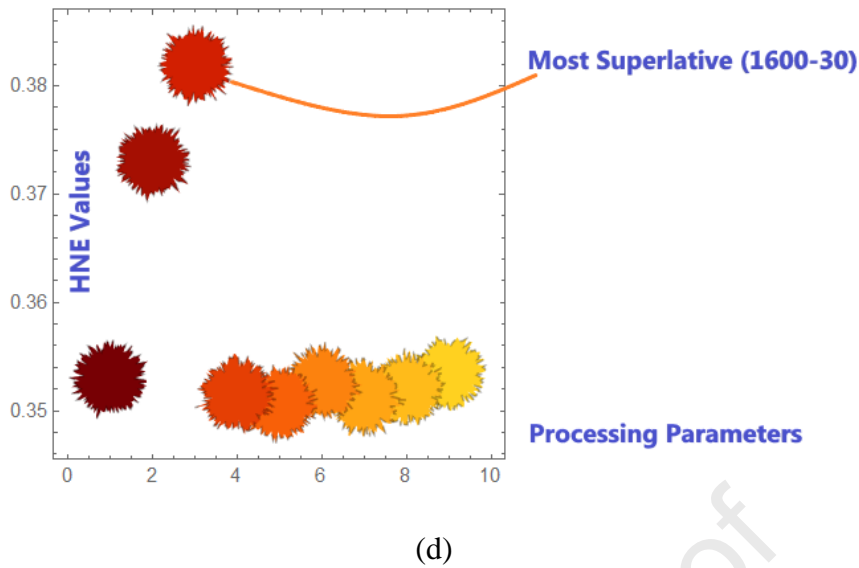 0.38
0.37
0.36
0.35
HNE Values
Most Superlative (1600-30)
Processing Parameters
0 2 4 6 8 10
(d)
of